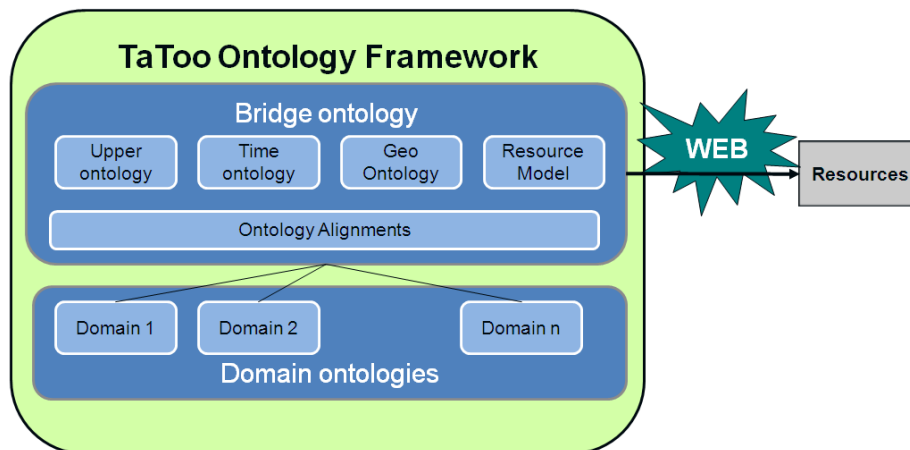 TaToo Ontology Framework
Bridge ontology
Upper
ontology
Time
ontology
Geo
Ontology
Resource
Model
Ontology Alignments
WEB
Resources
Domain 1
Domain 2
Domain n
Domain ontologies